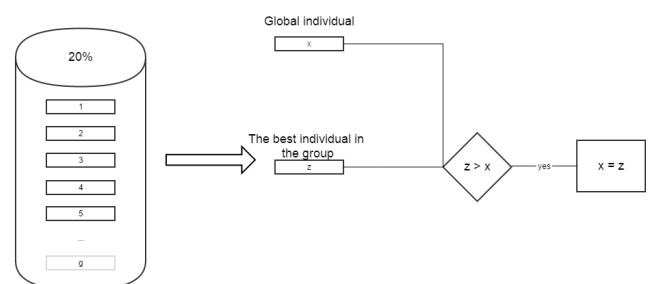 Global individual
x
20%
1
2
3
4
5
...
g
The best individual in
the group
z
z > x
yes
x = z